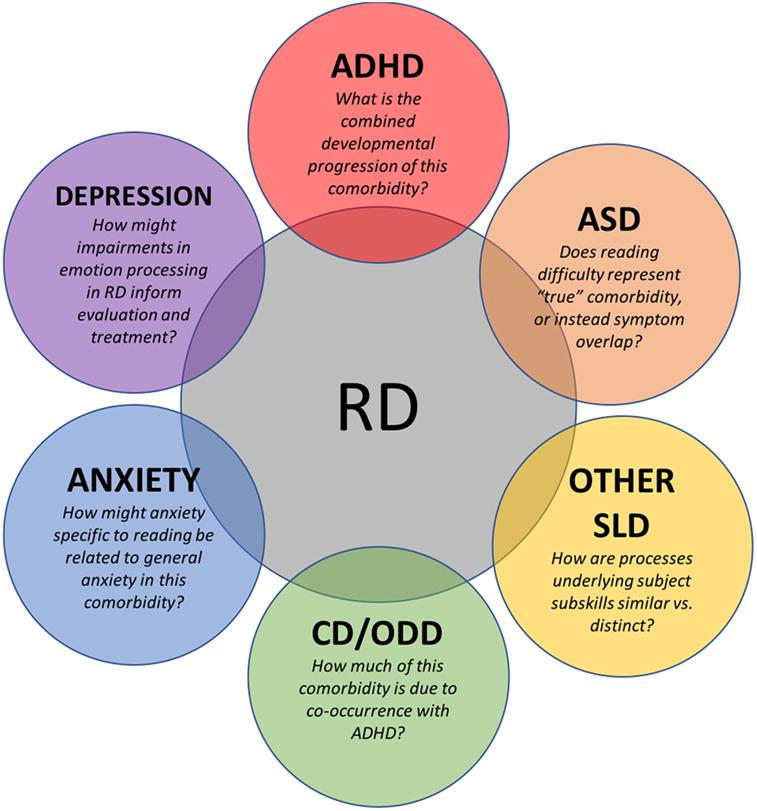 ADHD
What is the
combined
developmental
progression of this
comorbidity?
DEPRESSION
How might
impairments in
emotion processing
in RD inform
evaluation and
treatment?
ASD
Does reading
difficulty represent
“true” comorbidity,
or instead symptom
overlap?
RD
ANXIETY
How might anxiety
specific to reading be
related to general
anxiety in this
comorbidity?
OTHER
SLD
How are processes
underlying subject
subskills similar vs.
distinct?
CD/ODD
How much of this
comorbidity is due to
co-occurrence with
ADHD?